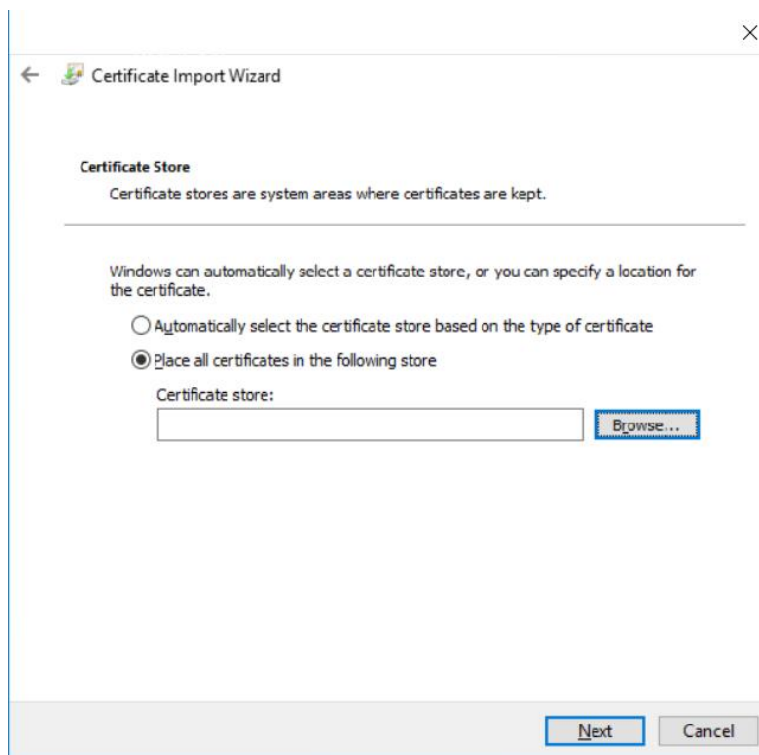 Certificate Import Wizard
Certificate Store
Certificate stores are system areas where certificates are kept.
Windows can automatically select a certificate store, or you can specify a location for
the certificate.
Automatically select the certificate store based on the type of certificate
Place all certificates in the following store
Certificate store:
Browse...
Next
Cancel